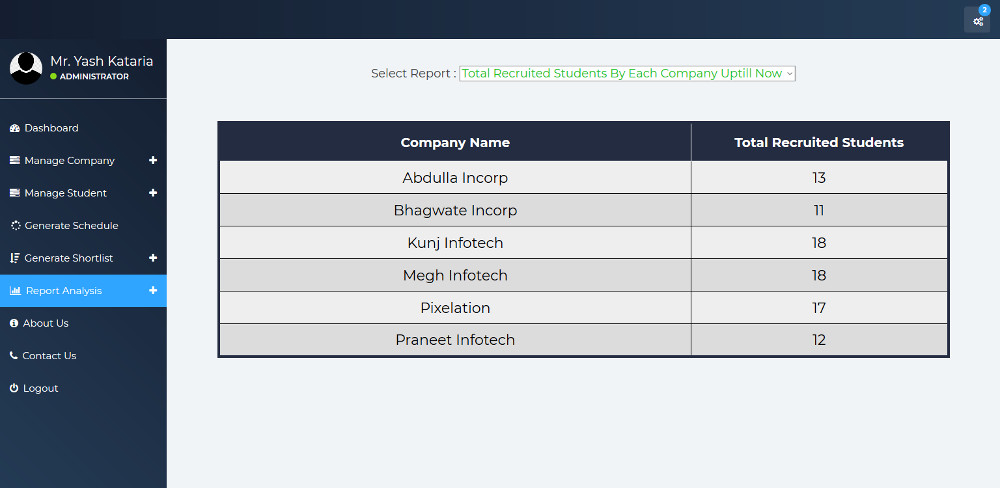 2
Mr. Yash Kataria
ADMINISTRATOR
Dashboard
Manage Company
Manage Student
Generate Schedule
Generate Shortlist
Report Analysis
About Us
Contact Us
Logout
Select Report : Total Recruited Students By Each Company Uptill Now
Company Name Total Recruited Students
Abdulla Incorp 13
Bhagwate Incorp 11
Kunj Infotech 18
Megh Infotech 18
Pixelation 17
Praneet Infotech 12